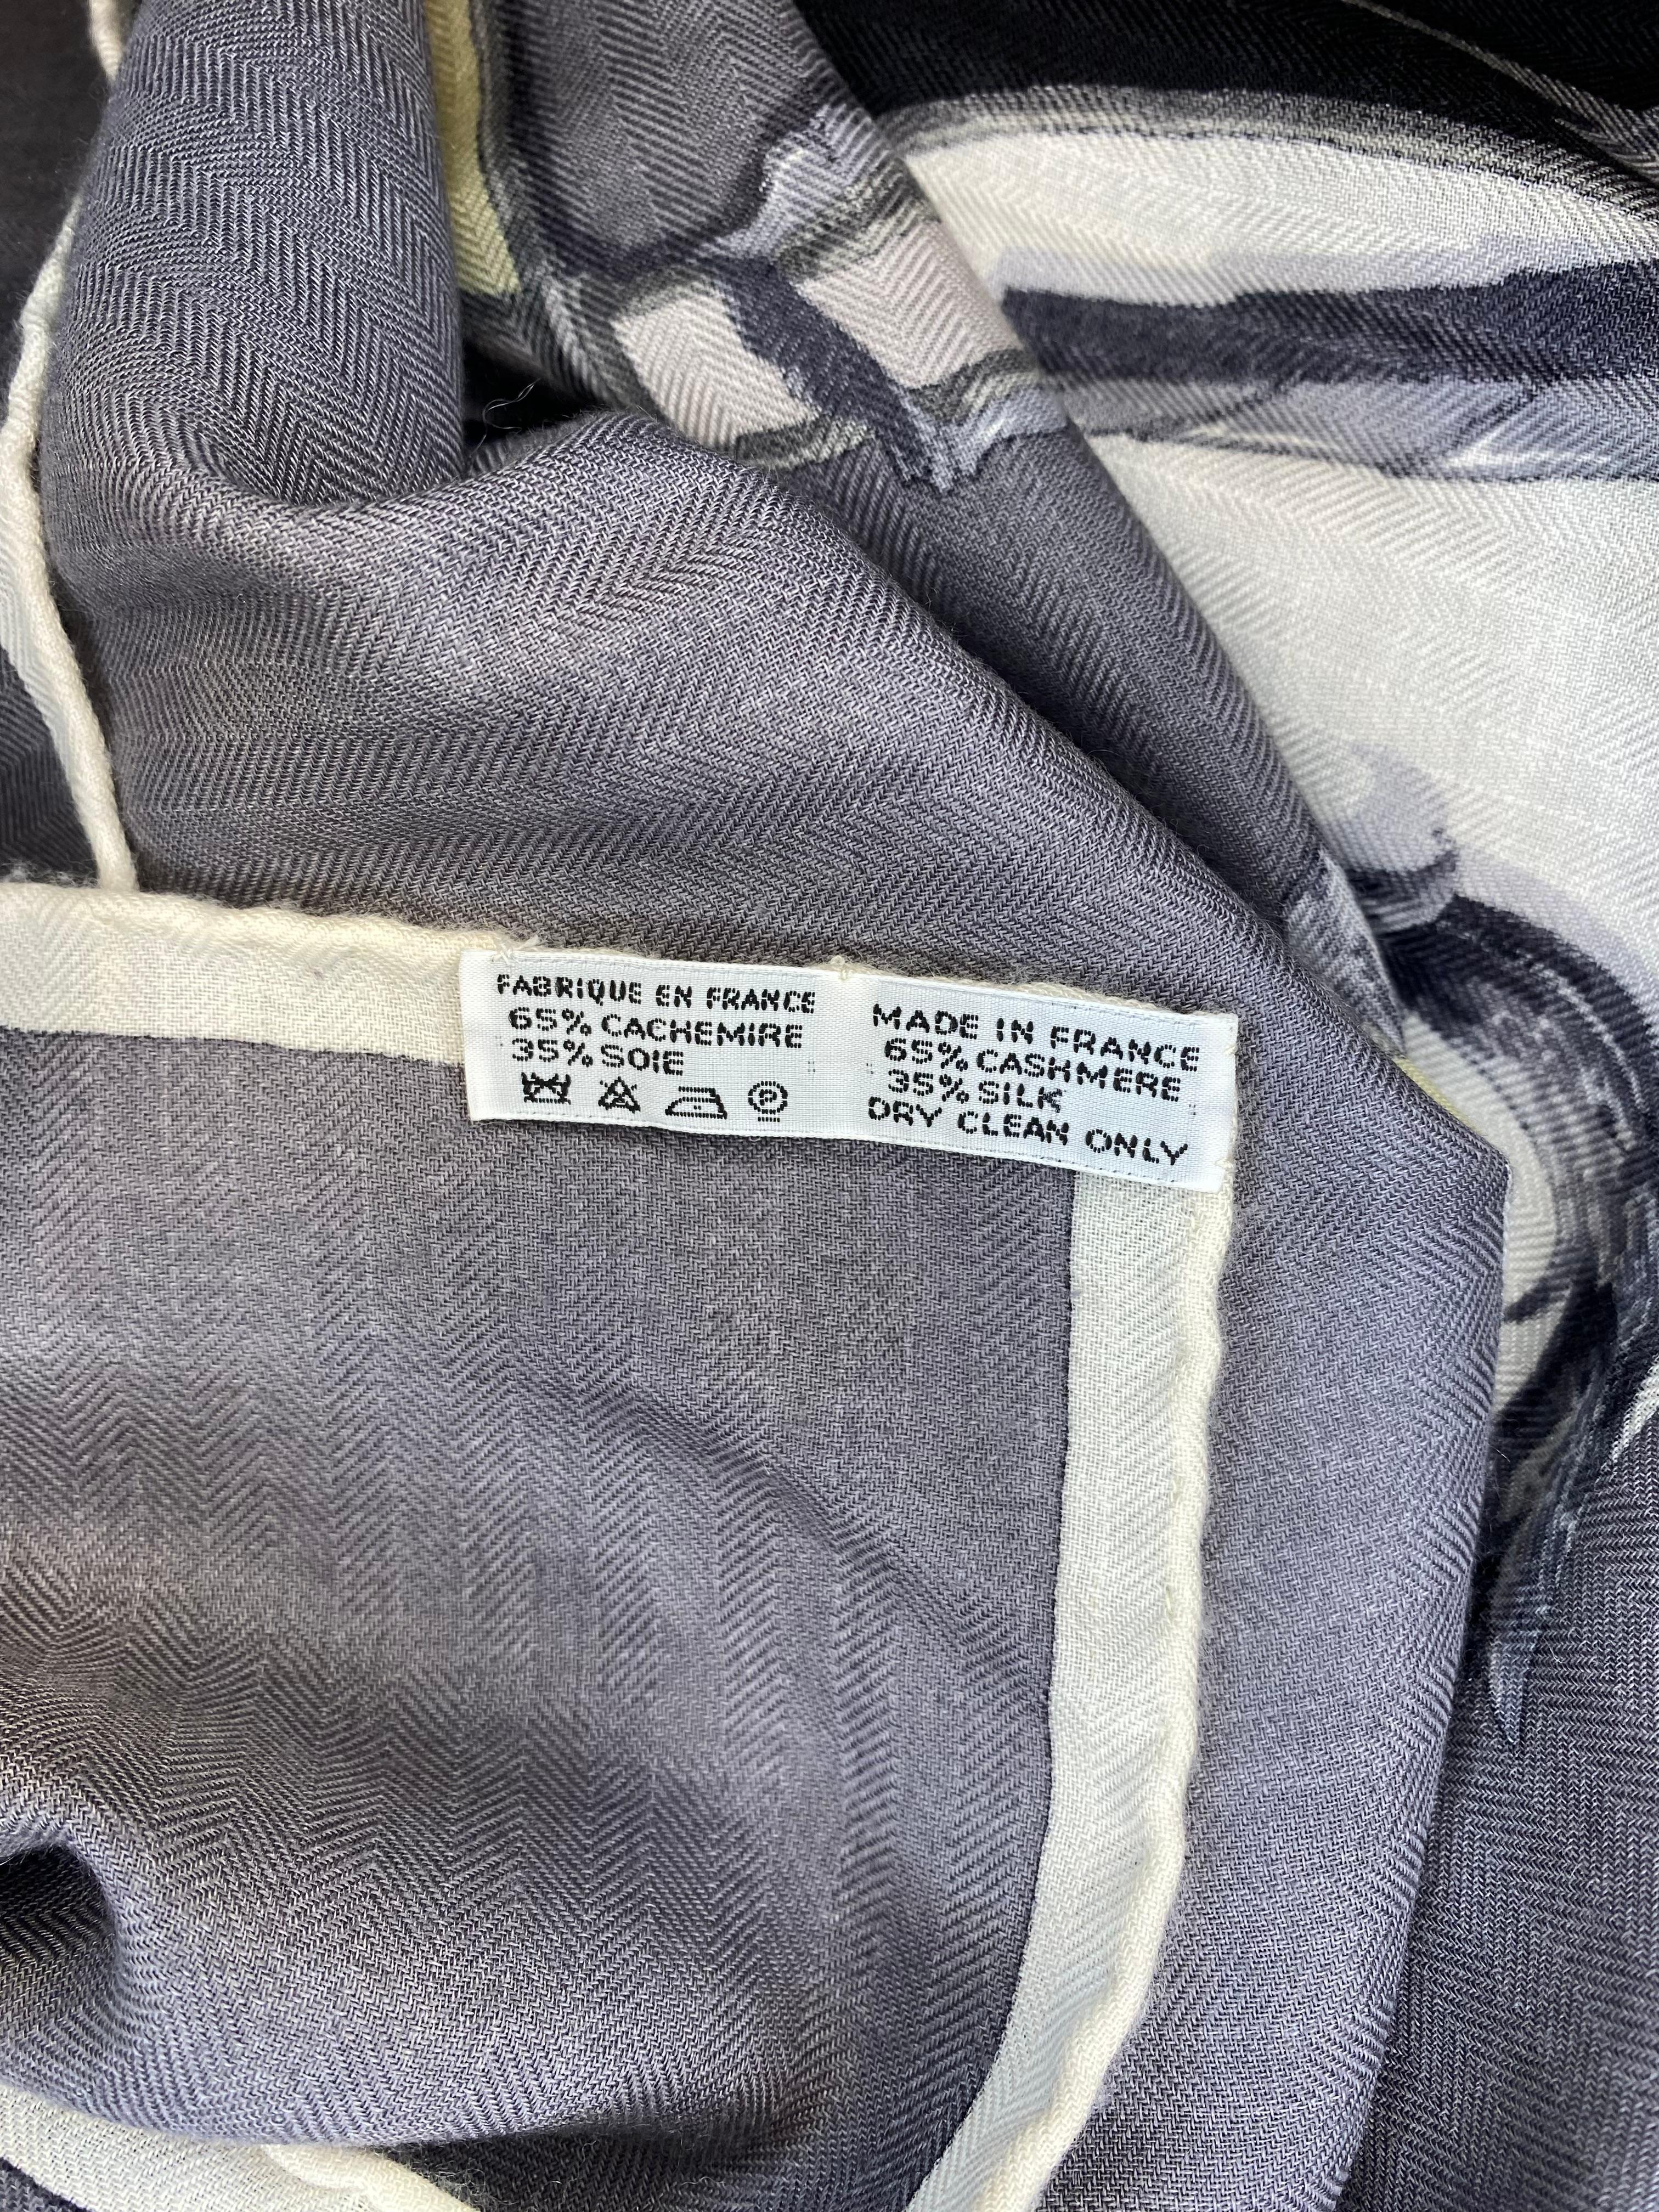 FABRIQUE EN FRANCE
65% CACHEMIRE
35% SOIE
P
MADE IN FRANCE
65% CASHMERE
35% SILK
DRY CLEAN ONLY